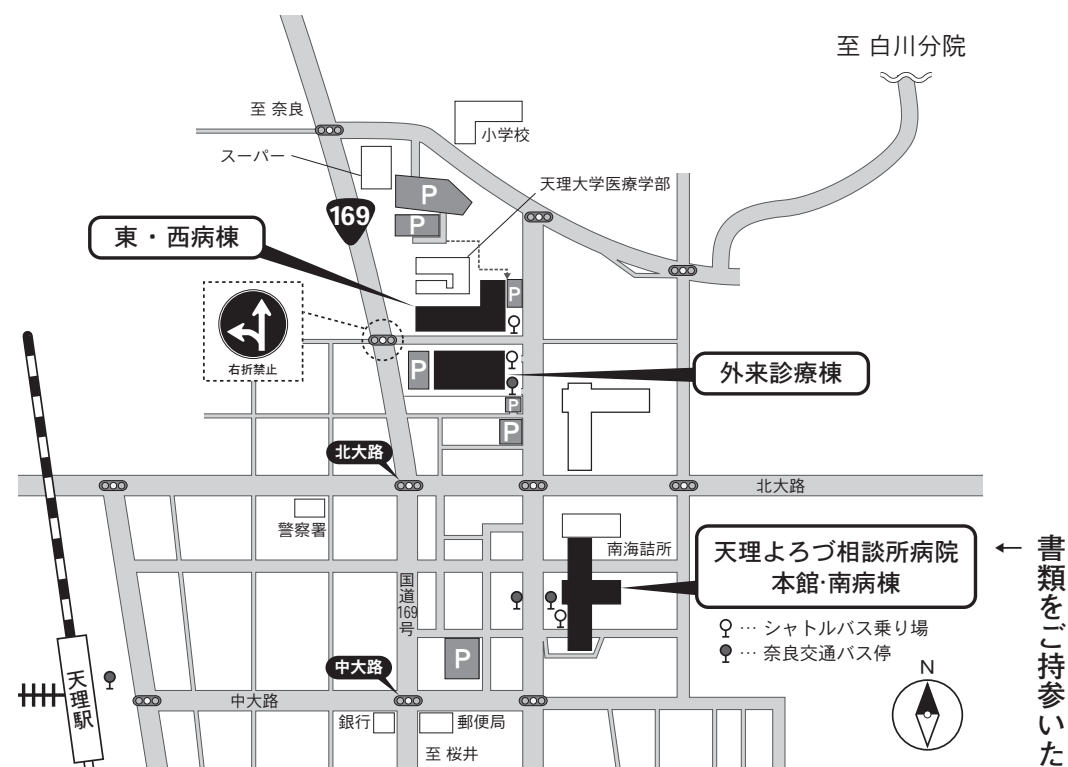 至 白川分院
至 奈良
小学校
スーパー
P
天理大学医療学部
169
P
東・西病棟
P
右折禁止
P
外来診療棟
P
P
北大路
北大路
警察署
南海詰所
天理よろづ相談所病院
本館·南病棟
← 書類をご持参いた
国道169号
… シャトルバス乗り場
… 奈良交通バス停
P
中大路
N
天理駅
中大路
銀行
郵便局
至 桜井